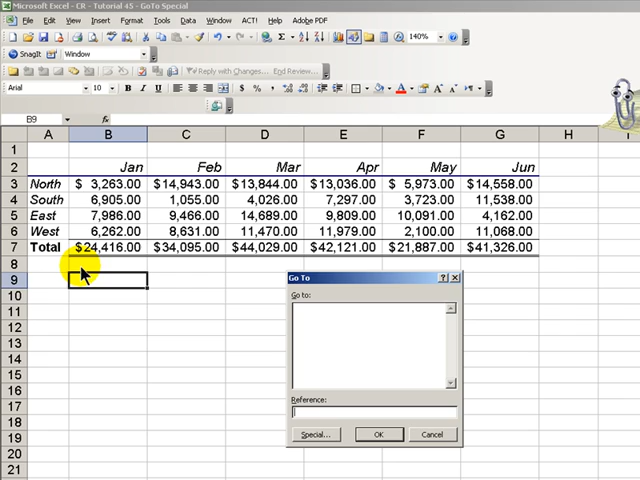 Microsoft Excel - CR - Tutorial 45 - GoTo Special
File Edit View Insert Format Tools Data Window ACT! Help Adobe PDF
140%
SnagIt Window
Reply with Changes... End Review...
Arial 10 B I U
B9 fx
A B C D E F G H I
1
2 Jan Feb Mar Apr May Jun
3 North $ 3,263.00 $14,943.00 $13,844.00 $13,036.00 $ 5,973.00 $14,558.00
4 South 6,905.00 1,055.00 4,026.00 7,297.00 3,723.00 11,538.00
5 East 7,986.00 9,466.00 14,689.00 9,809.00 10,091.00 4,162.00
6 West 6,262.00 8,631.00 11,470.00 11,979.00 2,100.00 11,068.00
7 Total $24,416.00 $34,095.00 $44,029.00 $42,121.00 $21,887.00 $41,326.00
8
9
10
11
12
13
14
15
16
17
18
19
20
21
Go To
Go to:
Reference:
Special... OK Cancel